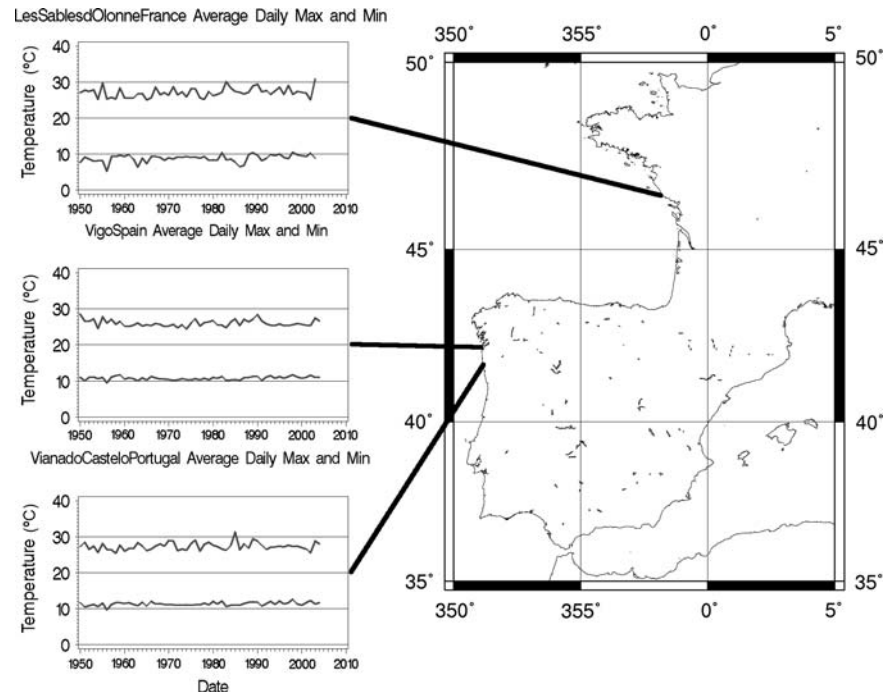 LesSablesdOlonneFrance Average Daily Max and Min
40
30
20
10
0
Temperature (°C)
1950 1960 1970 1980 1990 2000 2010
VigoSpain Average Daily Max and Min
40
30
20
10
0
Temperature (°C)
1950 1960 1970 1980 1990 2000 2010
VianadoCasteloPortugal Average Daily Max and Min
40
30
20
10
0
Temperature (°C)
1950 1960 1970 1980 1990 2000 2010
Date
350° 355° 0° 5°
50° 50°
45° 45°
40° 40°
35° 35°
350° 355° 0° 5°